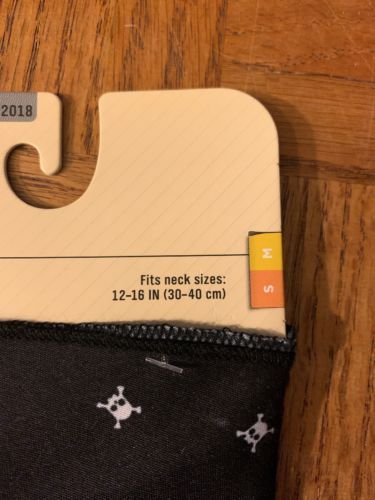 2018
M
Fits neck sizes:
S
12-16 IN (30-40 cm)